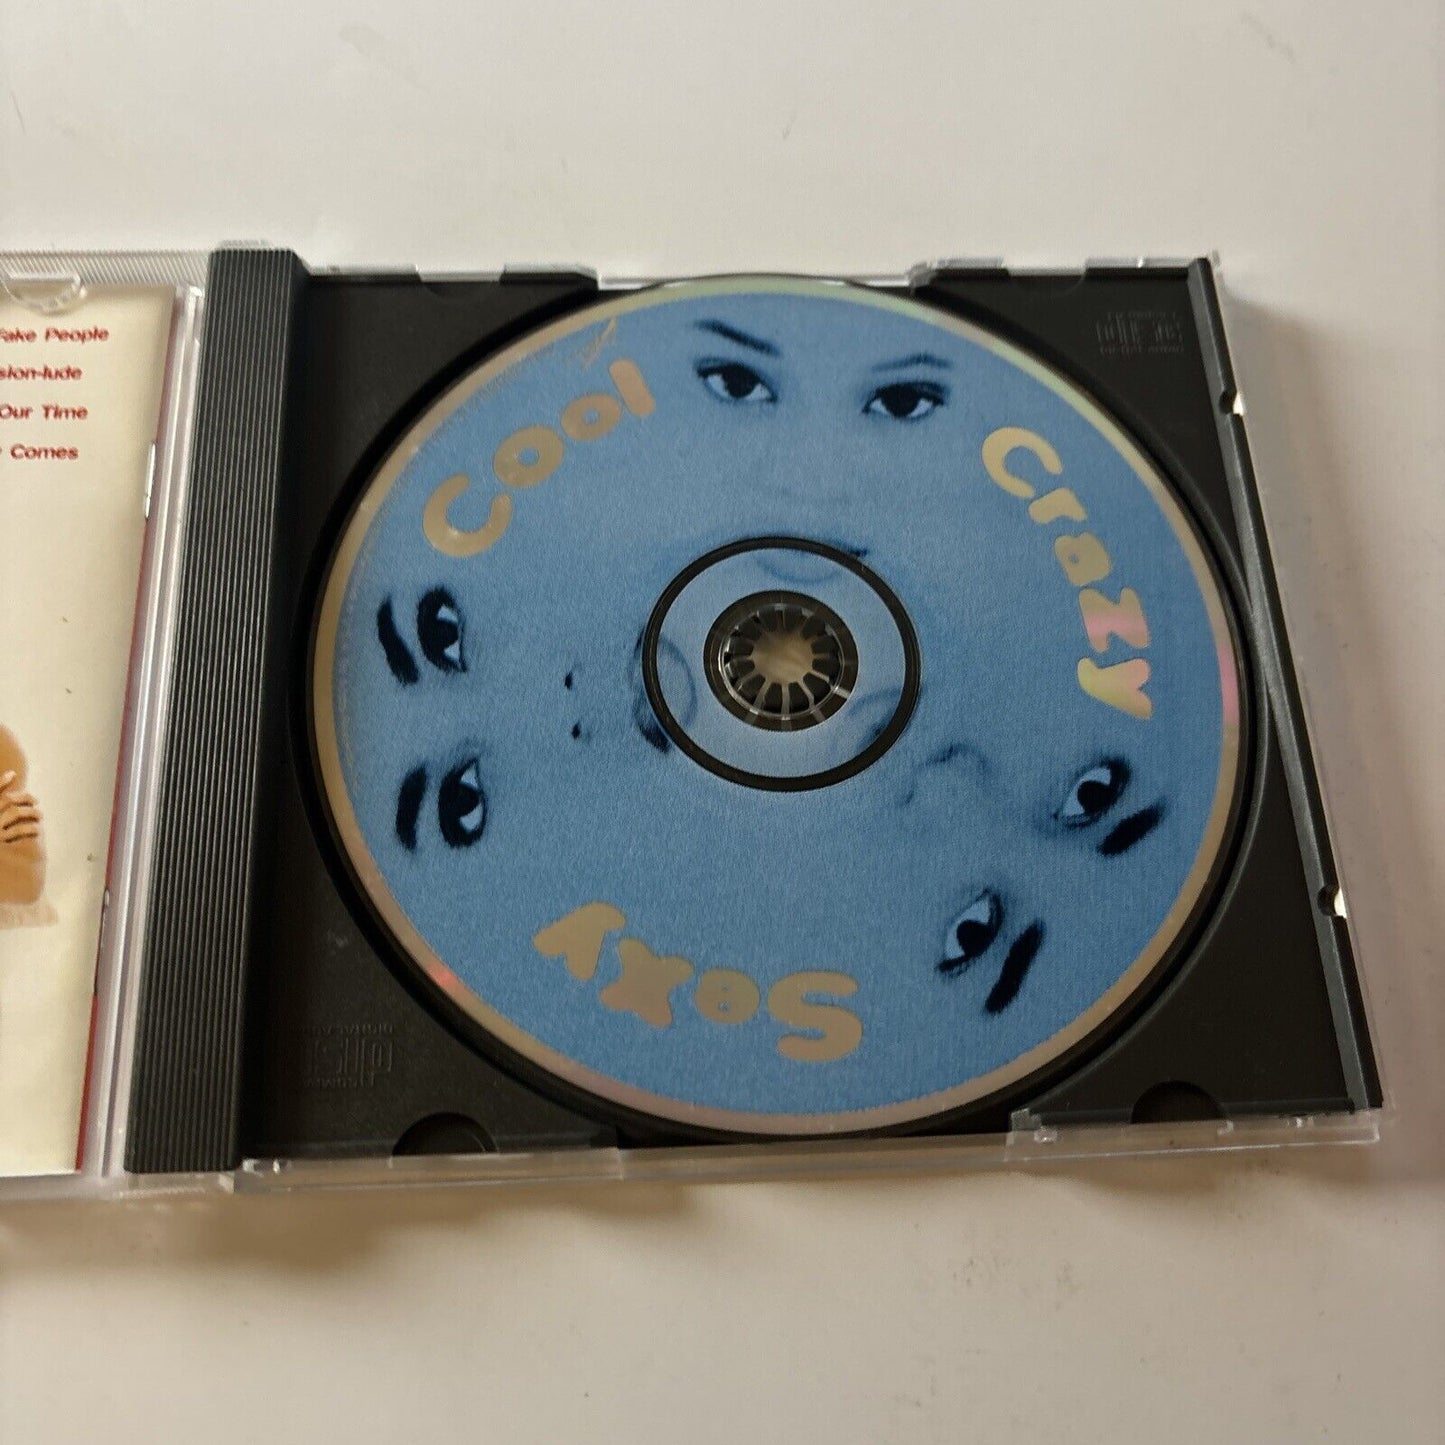 Fake People
sion-lude
Our Time
r Comes
Cool
Crazy
Sexy